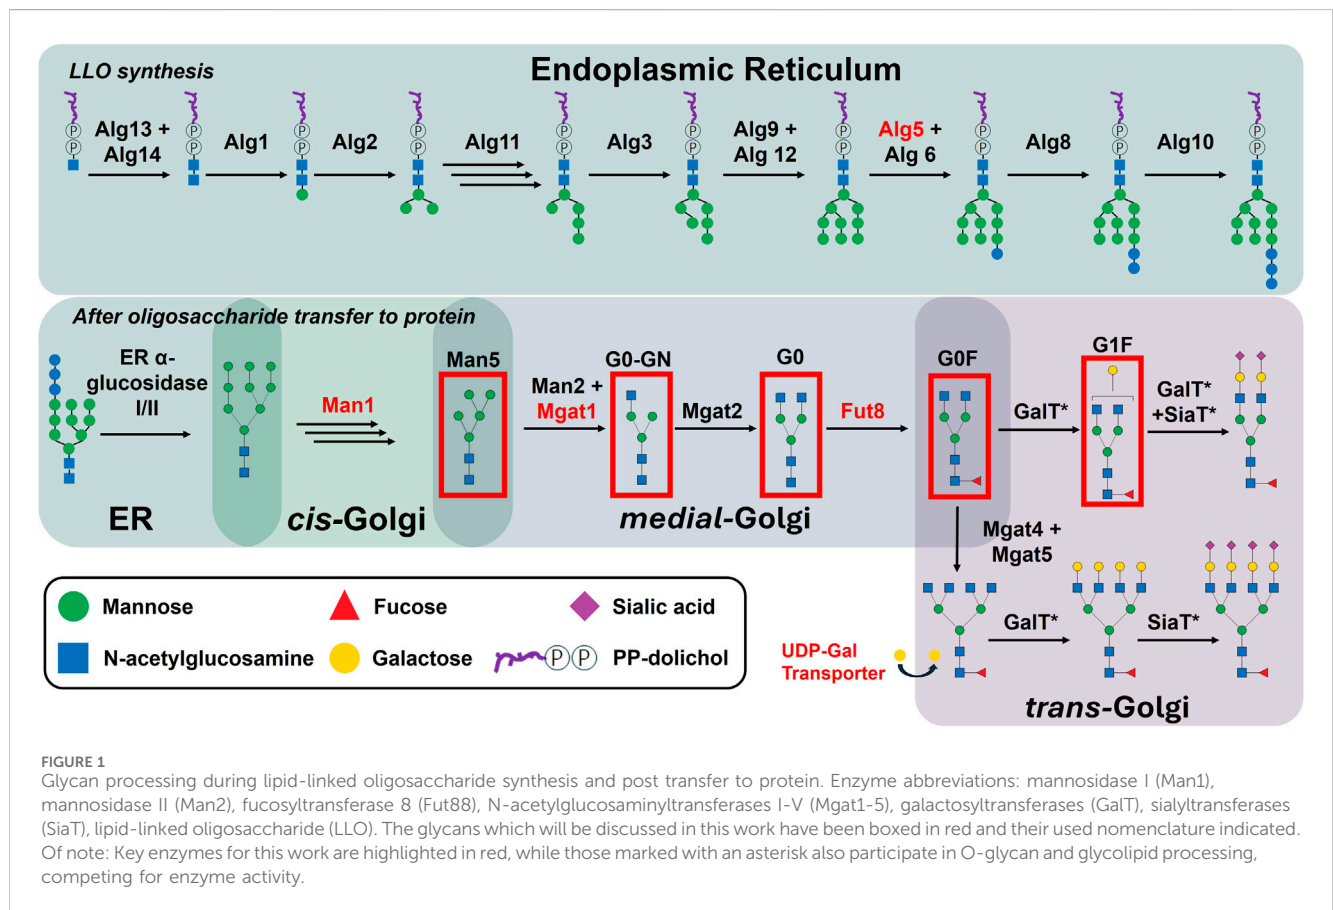 LLO synthesis
Endoplasmic Reticulum
Alg13 +
Alg14
Alg1
Alg2
Alg11
Alg3
Alg9 +
Alg 12
Alg5 +
Alg 6
Alg8
Alg10
P P P P P P P P P
P P P P P P P P P
After oligosaccharide transfer to protein
ER α-
glucosidase
I/II
Man1
Man5
Man2 +
Mgat1
G0-GN
Mgat2
G0
Fut8
G0F
GalT*
G1F
GalT*
+SiaT*
ER
cis-Golgi
medial-Golgi
Mgat4 +
Mgat5
GalT*
SiaT*
UDP-Gal
Transporter
trans-Golgi
Mannose
Fucose
Sialic acid
N-acetylglucosamine
Galactose
P P PP-dolichol
FIGURE 1
Glycan processing during lipid-linked oligosaccharide synthesis and post transfer to protein. Enzyme abbreviations: mannosidase I (Man1),
mannosidase II (Man2), fucosyltransferase 8 (Fut88), N-acetylglucosaminyltransferases I-V (Mgat1-5), galactosyltransferases (GalT), sialyltransferases
(SiaT), lipid-linked oligosaccharide (LLO). The glycans which will be discussed in this work have been boxed in red and their used nomenclature indicated.
Of note: Key enzymes for this work are highlighted in red, while those marked with an asterisk also participate in O-glycan and glycolipid processing,
competing for enzyme activity.